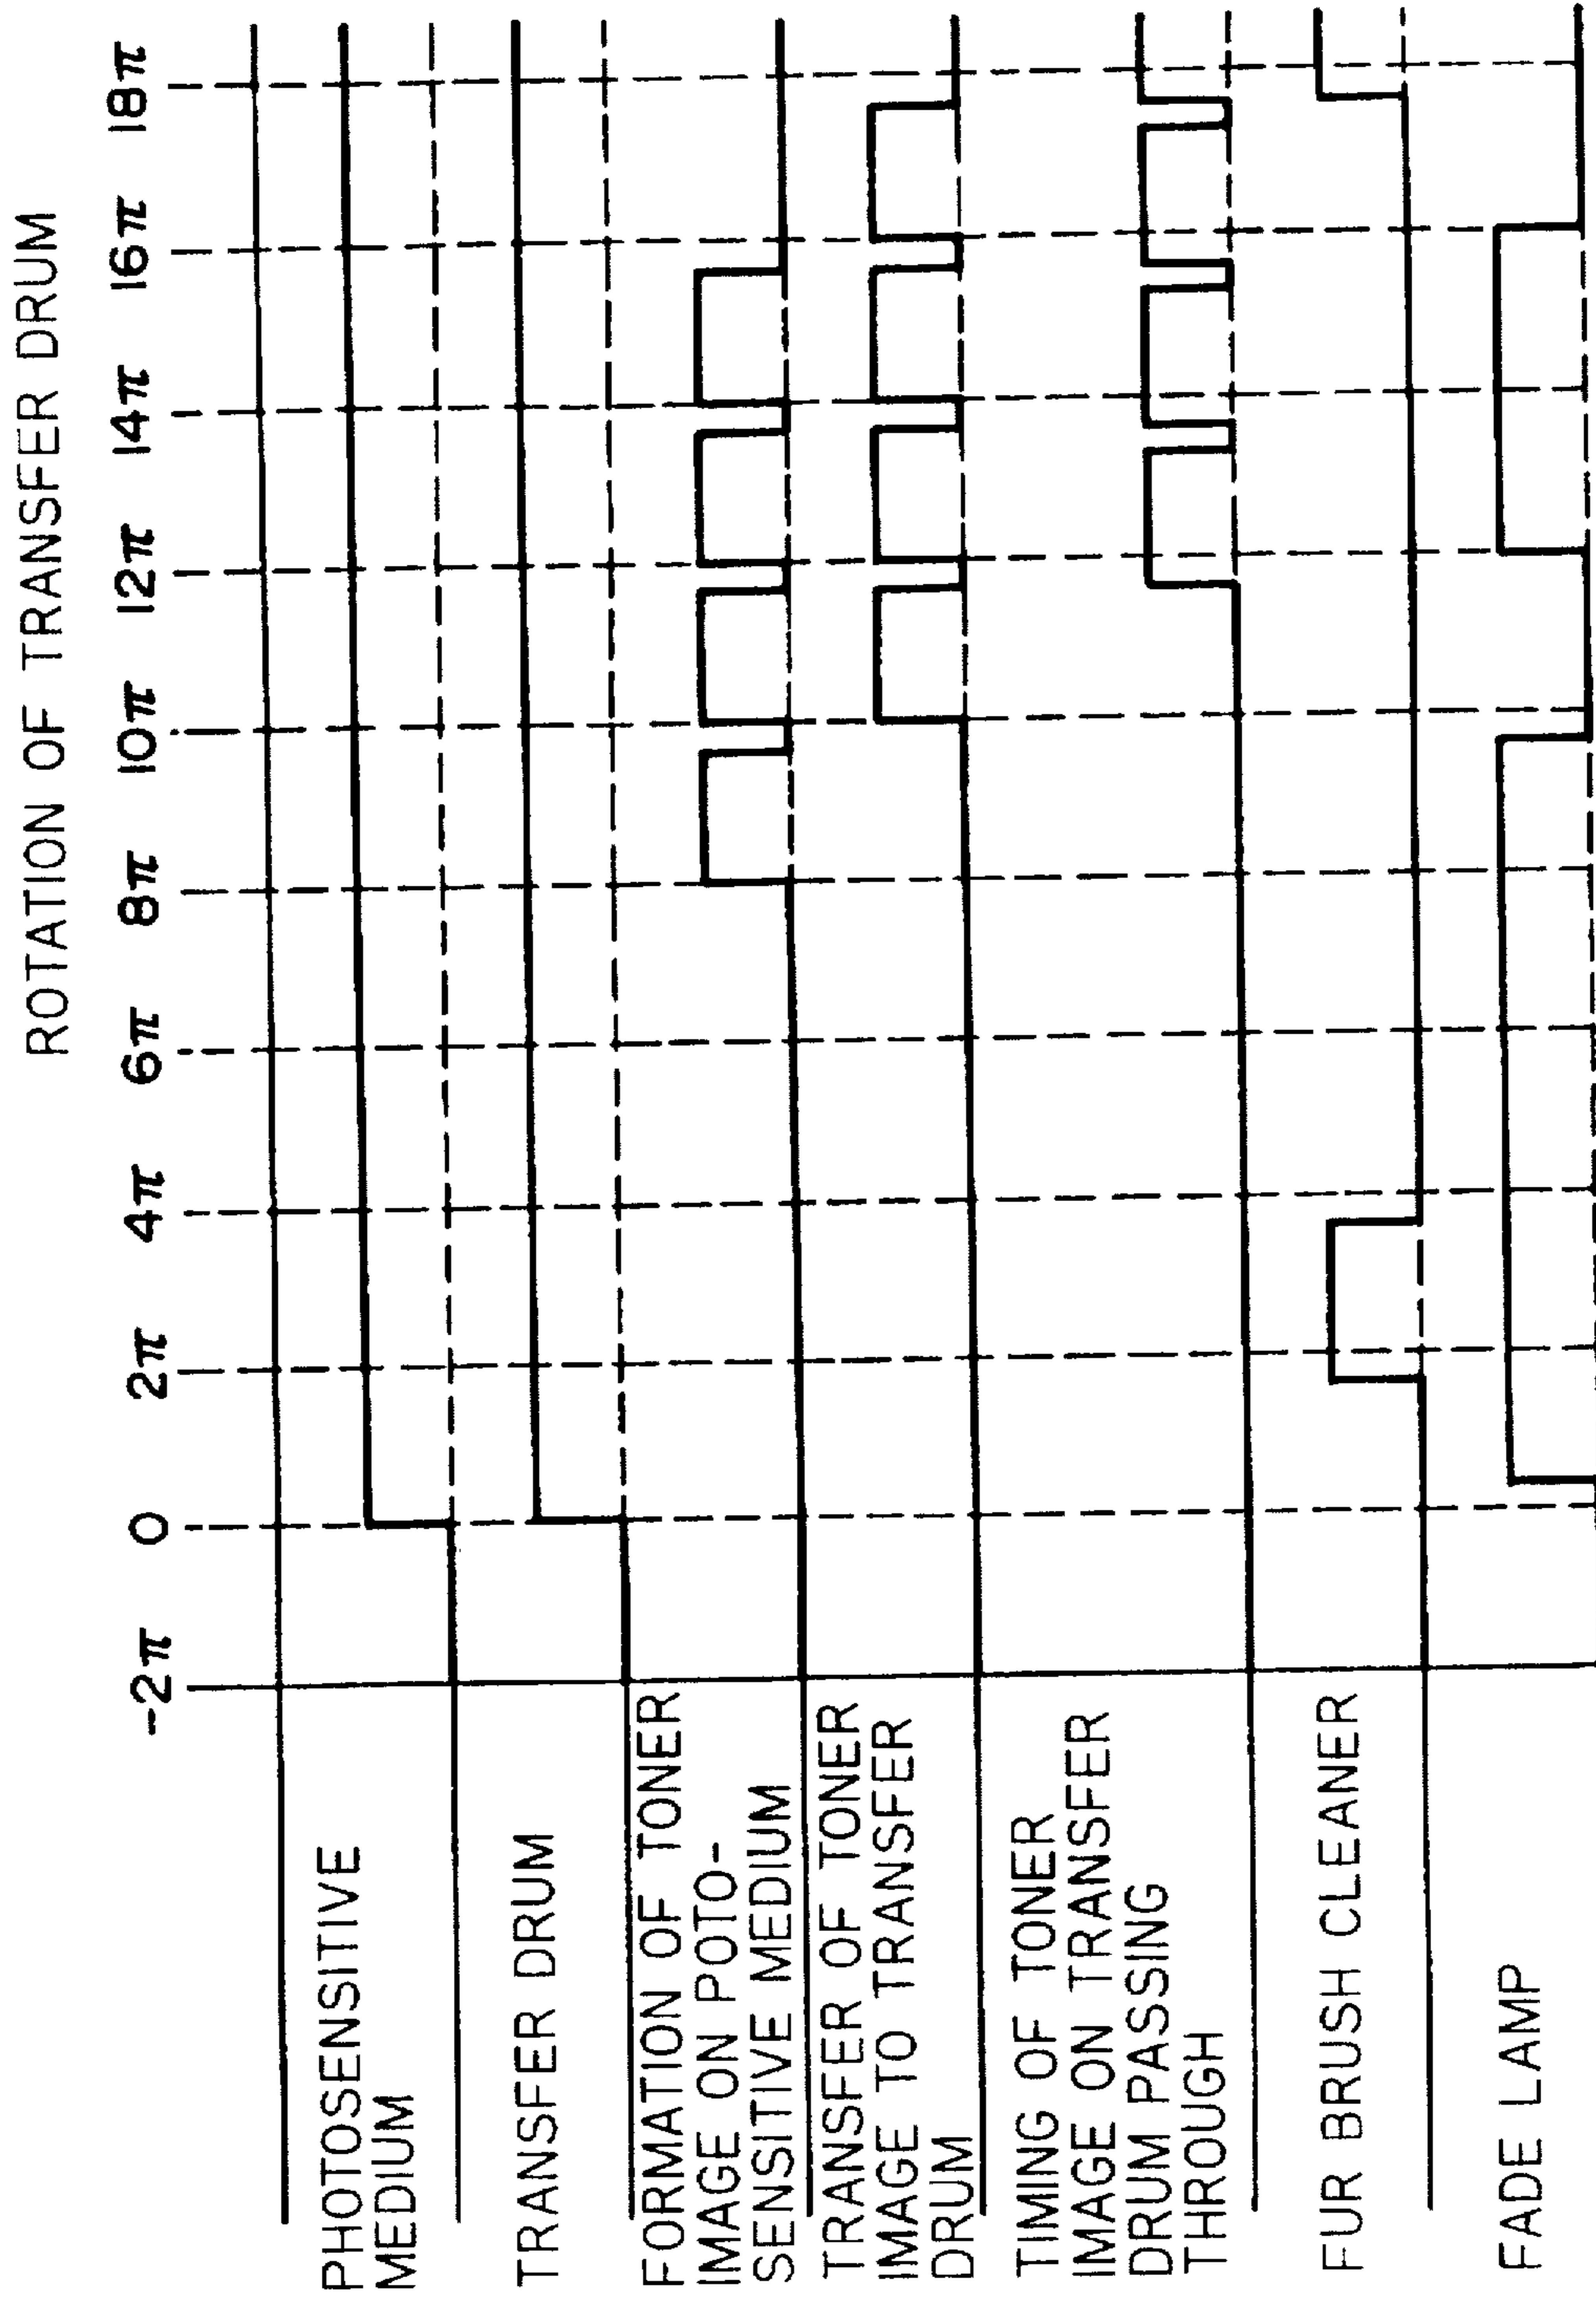 ROTATION OF TRANSFER DRUM
-2π 0 2π 4π 6π 8π 10π 12π 14π 16π 18π
PHOTOSENSITIVE
MEDIUM
TRANSFER DRUM
FORMATION OF TONER
IMAGE ON POTO-
SENSITIVE MEDIUM
TRANSFER OF TONER
IMAGE TO TRANSFER
DRUM
TIMING OF TONER
IMAGE ON TRANSFER
DRUM PASSING
THROUGH
FUR BRUSH CLEANER
FADE LAMP